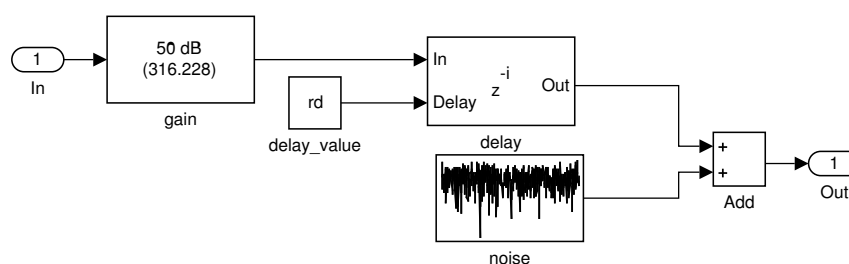 1
In
50 dB
(316.228)
gain
rd
delay_value
In
Delay
z
-i
Out
delay
noise
+
+
Add
1
Out